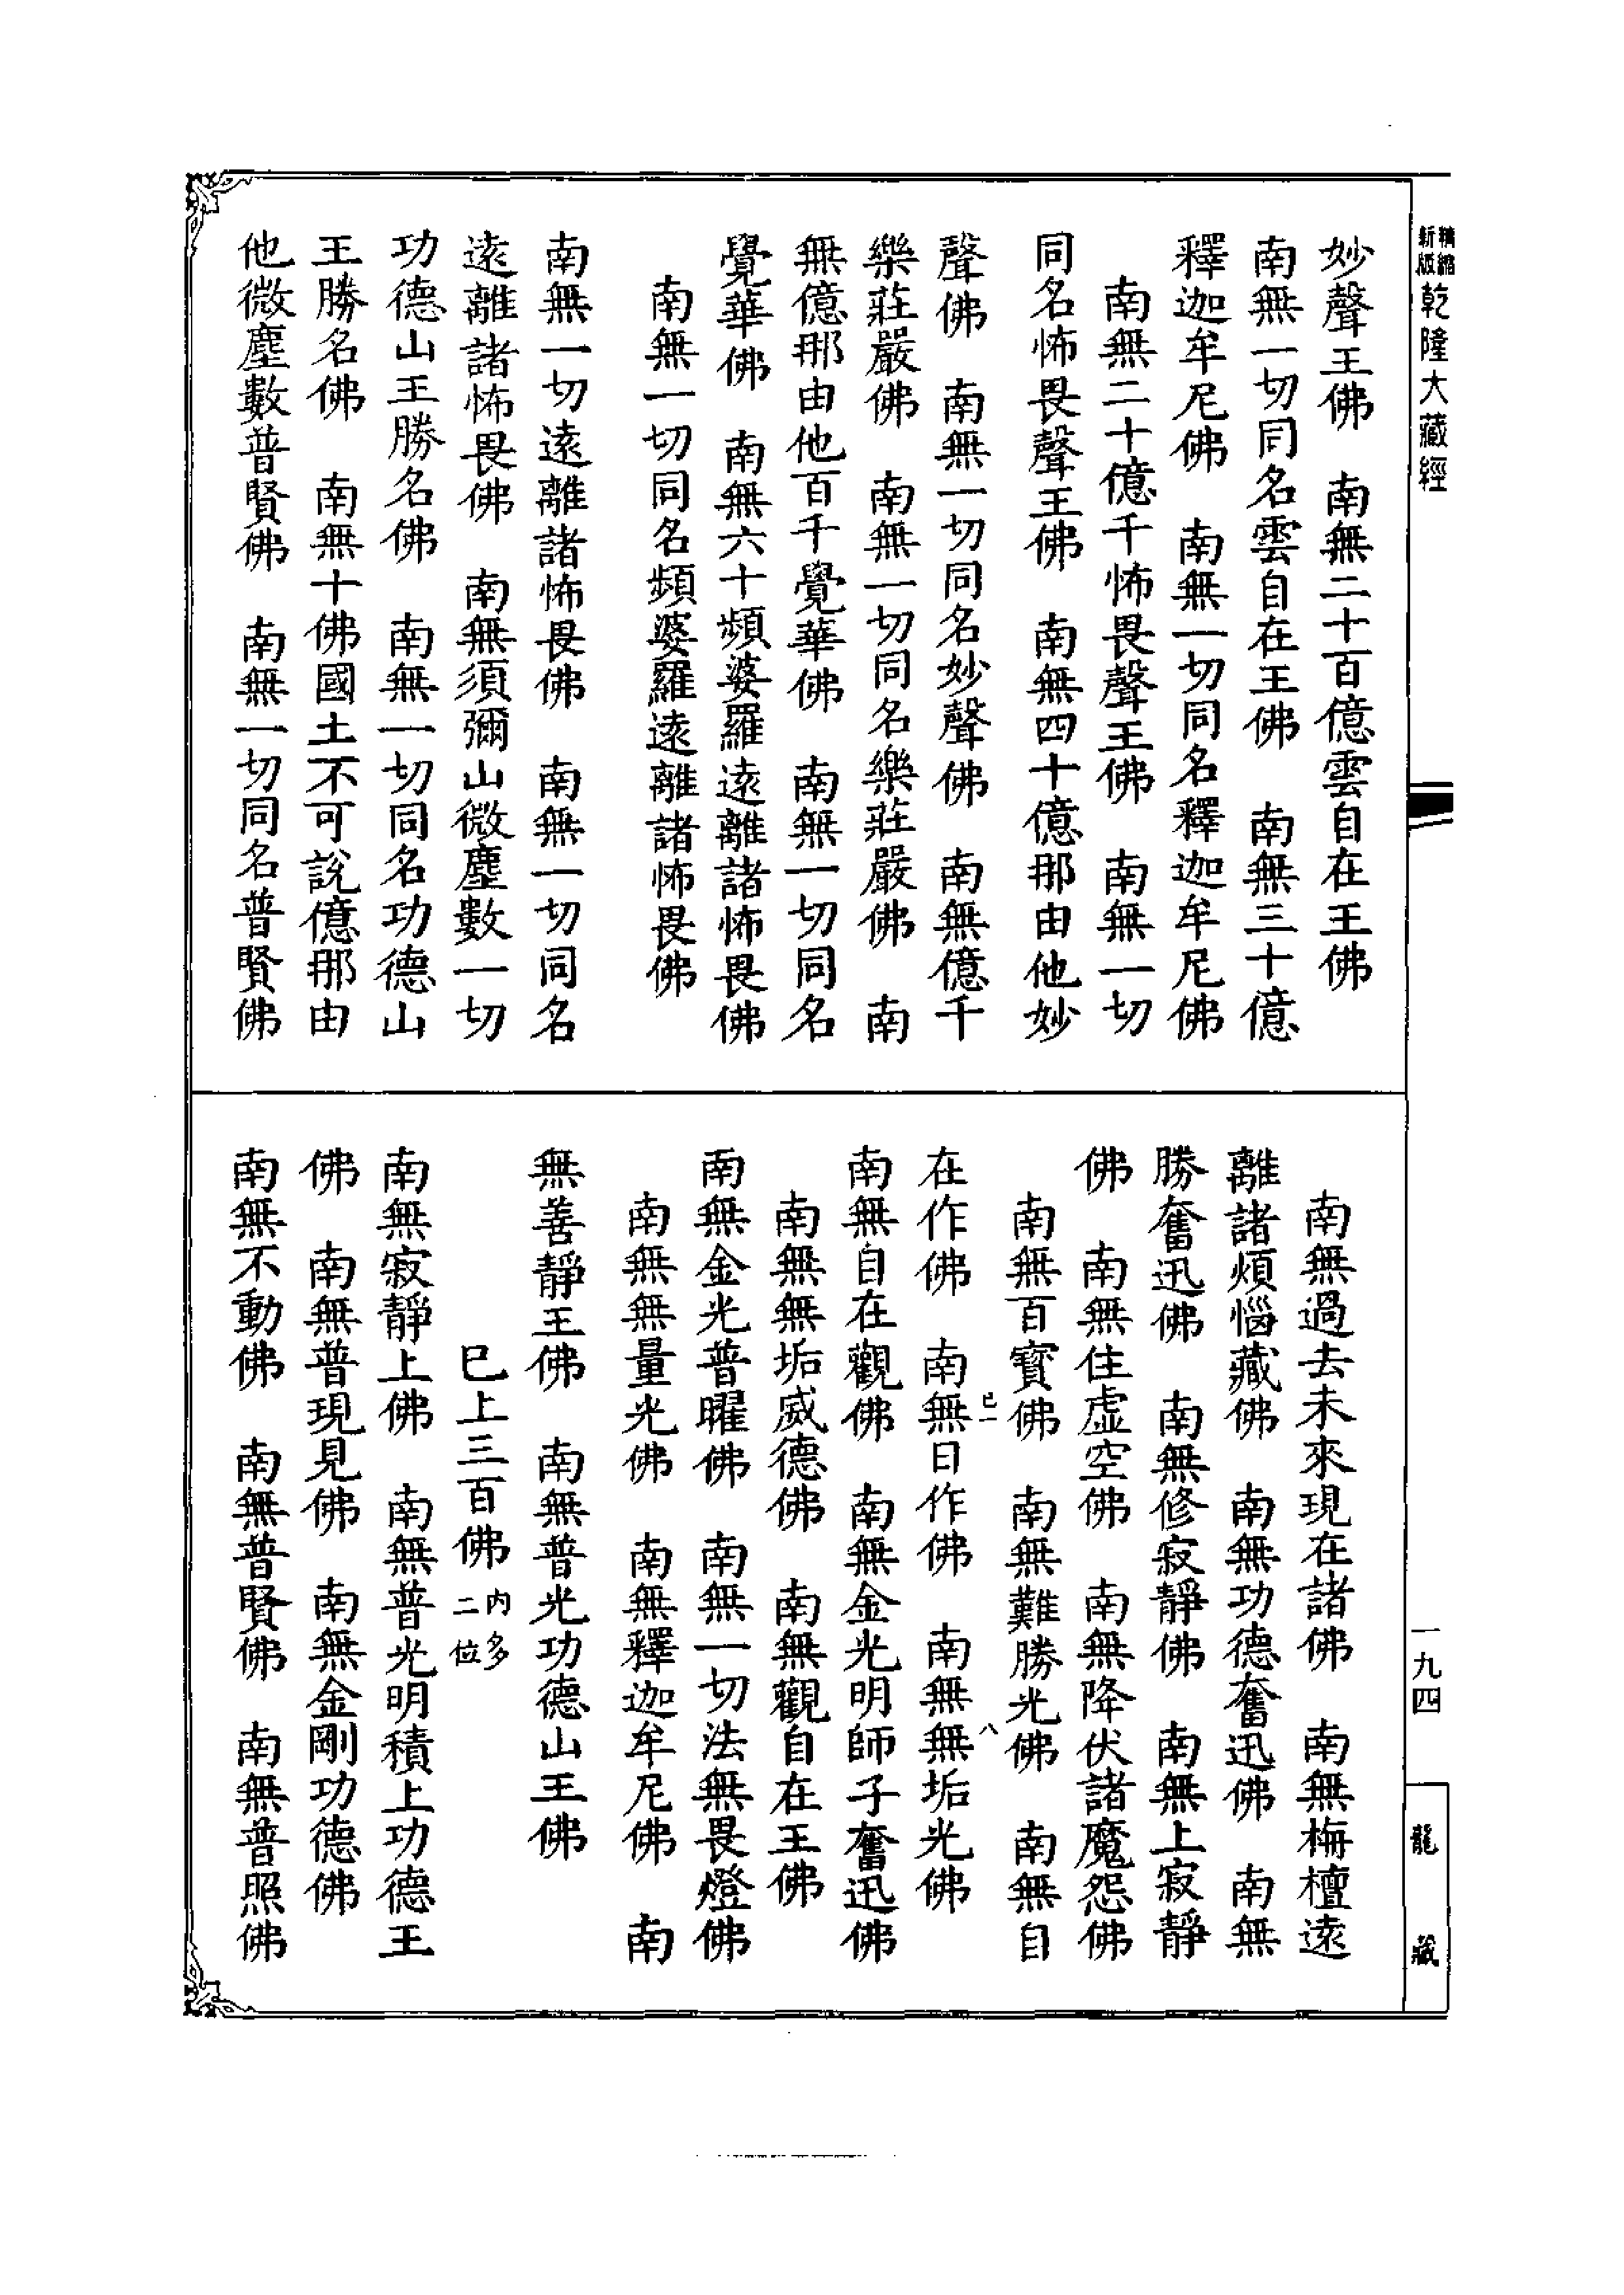 精縮新版乾隆大藏經
妙聲王佛　南無二十百億雲自在王佛
南無一切同名雲自在王佛　南無三十億
釋迦牟尼佛　南無一切同名釋迦牟尼佛
南無二十億千怖畏聲王佛　南無一切
同名怖畏聲王佛　南無四十億那由他妙
聲佛　南無一切同名妙聲佛　南無億千
樂莊嚴佛　南無一切同名樂莊嚴佛　南
無億那由他百千覺華佛　南無一切同名
覺華佛　南無六十頻婆羅遠離諸怖畏佛
南無一切同名頻婆羅遠離諸怖畏佛
南無一切遠離諸怖畏佛　南無一切同名
遠離諸怖畏佛　南無須彌山微塵數一切
功德山王勝名佛　南無一切同名功德山
王勝名佛　南無十佛國土不可說億那由
他微塵數普賢佛　南無一切同名普賢佛
南無過去未來現在諸佛　南無栴檀遠
離諸煩惱藏佛　南無功德奮迅佛　南無
勝奮迅佛　南無修寂靜佛　南無上寂靜
佛　南無住虛空佛　南無降伏諸魔怨佛
南無百寶佛　南無難勝光佛　南無自
在作佛　南無日作佛　南無無垢光佛
已一　八
南無自在觀佛　南無金光明師子奮迅佛
南無無垢威德佛　南無觀自在王佛
南無金光普曜佛　南無一切法無畏燈佛
南無無量光佛　南無釋迦牟尼佛　南
無善靜王佛　南無普光功德山王佛
已上三百佛內多二位
南無寂靜上佛　南無普光明積上功德王
佛　南無普現見佛　南無金剛功德佛
南無不動佛　南無普賢佛　南無普照佛
一九四
龍藏